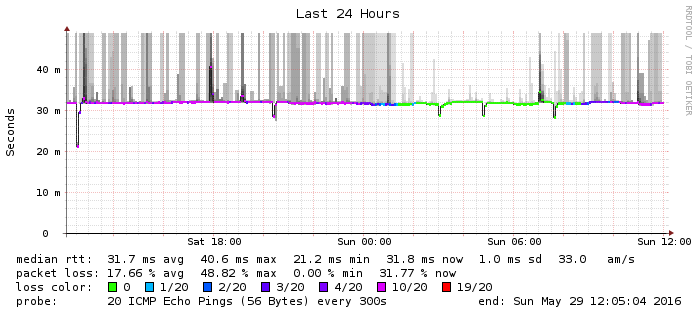 Last 24 Hours
RRDTOOL / TOBI OETIKER
Seconds
40 m
30 m
20 m
10 m
0
Sat 18:00 Sun 00:00 Sun 06:00 Sun 12:00
median rtt: 31.7 ms avg 40.6 ms max 21.2 ms min 31.8 ms now 1.0 ms sd 33.0 am/s
packet loss: 17.66 % avg 48.82 % max 0.00 % min 31.77 % now
loss color: 0 1/20 2/20 3/20 4/20 10/20 19/20
probe: 20 ICMP Echo Pings (56 Bytes) every 300s end: Sun May 29 12:05:04 2016